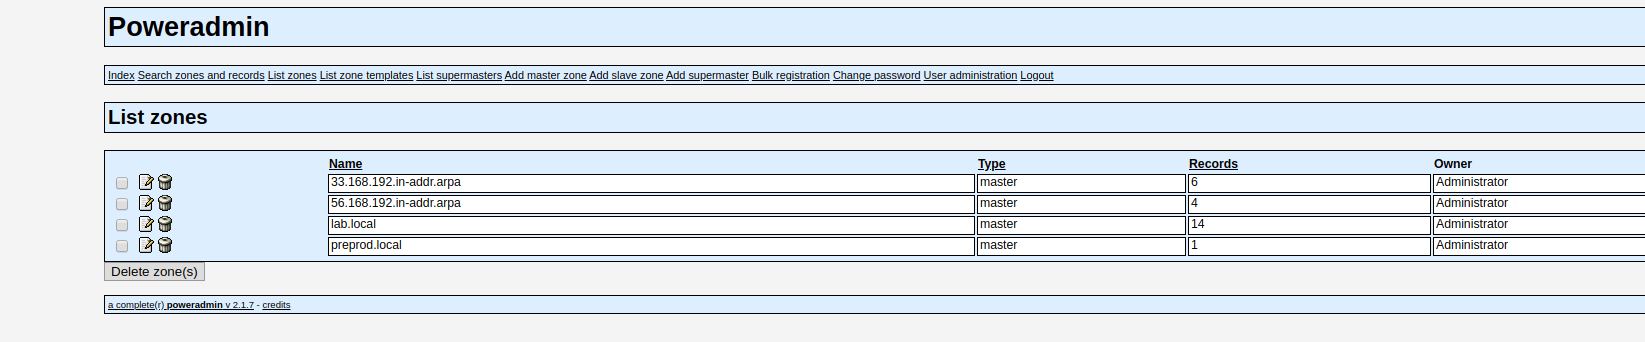 Poweradmin
Index Search zones and records List zones List zone templates List supermasters Add master zone Add slave zone Add supermaster Bulk registration Change password User administration Logout
List zones
Name Type Records Owner
33.168.192.in-addr.arpa master 6 Administrator
56.168.192.in-addr.arpa master 4 Administrator
lab.local master 14 Administrator
preprod.local master 1 Administrator
Delete zone(s)
a complete(r) poweradmin v 2.1.7 - credits